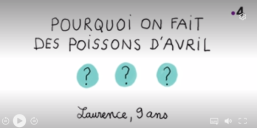 POURQUOI ON FAIT
DES POISSONS D'AVRIL
? ? ?
Laurence, 9 ans